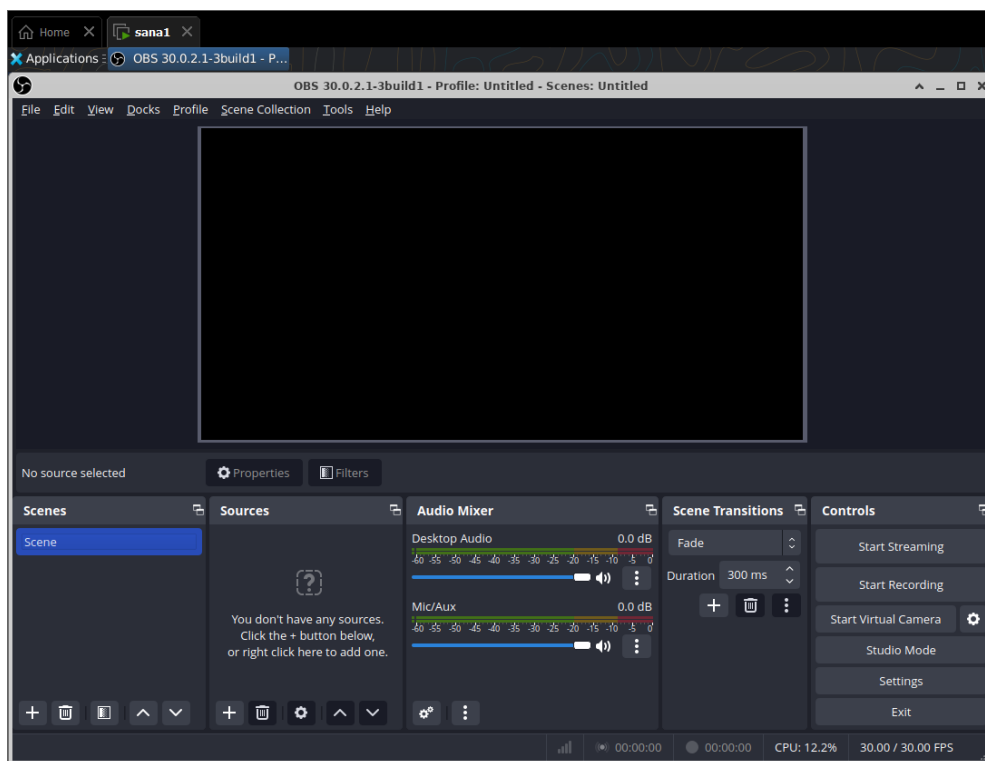 Home
sana1
Applications
OBS 30.0.2.1-3build1 - P...
OBS 30.0.2.1-3build1 - Profile: Untitled - Scenes: Untitled
File Edit View Docks Profile Scene Collection Tools Help
No source selected
Properties
Filters
Scenes
Scene
Sources
You don't have any sources.
Click the + button below,
or right click here to add one.
Audio Mixer
Desktop Audio 0.0 dB
-60 -55 -50 -45 -40 -35 -30 -25 -20 -15 -10 -5 0
Mic/Aux 0.0 dB
-60 -55 -50 -45 -40 -35 -30 -25 -20 -15 -10 -5 0
Scene Transitions
Fade
Duration 300 ms
Controls
Start Streaming
Start Recording
Start Virtual Camera
Studio Mode
Settings
Exit
00:00:00
00:00:00
CPU: 12.2%
30.00 / 30.00 FPS